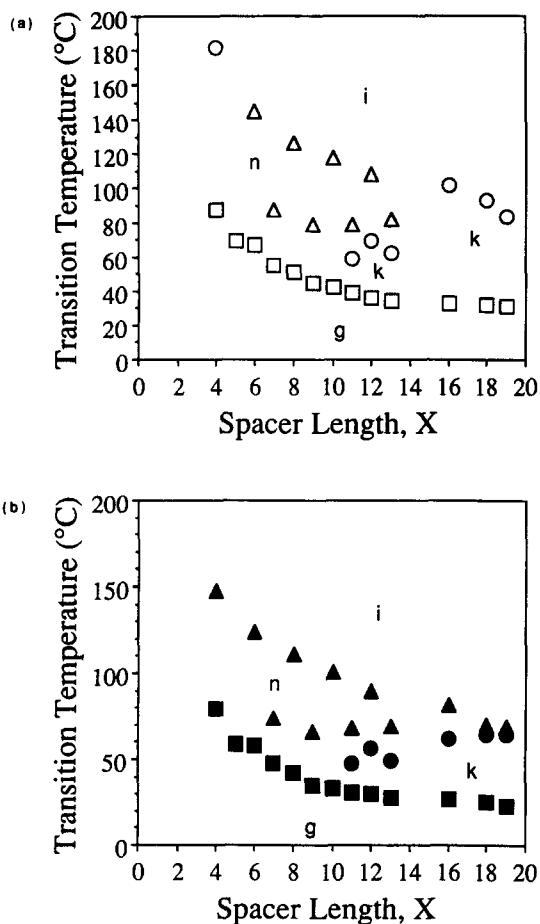 (a)
Transition Temperature (°C)
200
180
160
140
120
100
80
60
40
20
0
i
n
k
k
g
0 2 4 6 8 10 12 14 16 18 20
Spacer Length, X
(b)
Transition Temperature (°C)
200
150
100
50
0
i
n
k
g
0 2 4 6 8 10 12 14 16 18 20
Spacer Length, X